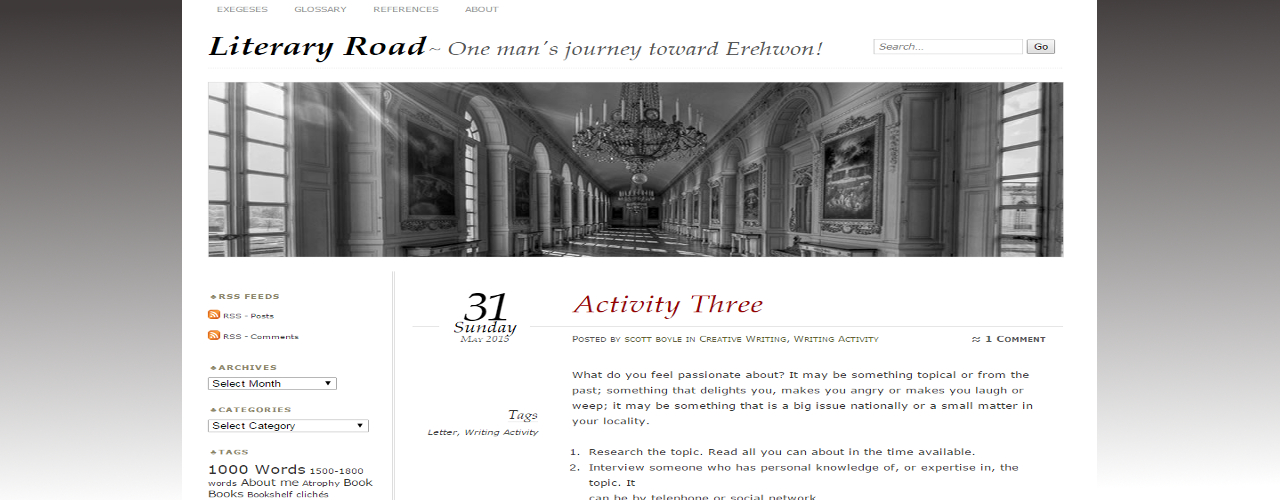 EXEGESES GLOSSARY REFERENCES ABOUT
Literary Road ~ One man's journey toward Erehwon!
Search... Go
RSS FEEDS
RSS - Posts
RSS - Comments
ARCHIVES
Select Month
CATEGORIES
Select Category
TAGS
1000 Words 1500-1800
words About me Atrophy Book
Books Bookshelf clichés
31
Sunday
May 2015
Tags
Letter, Writing Activity
Activity Three
Posted by scott boyle in Creative Writing, Writing Activity
≈ 1 Comment
What do you feel passionate about? It may be something topical or from the
past; something that delights you, makes you angry or makes you laugh or
weep; it may be something that is a big issue nationally or a small matter in
your locality.
1. Research the topic. Read all you can about in the time available.
2. Interview someone who has personal knowledge of, or expertise in, the
topic. It
can be by telephone or social network